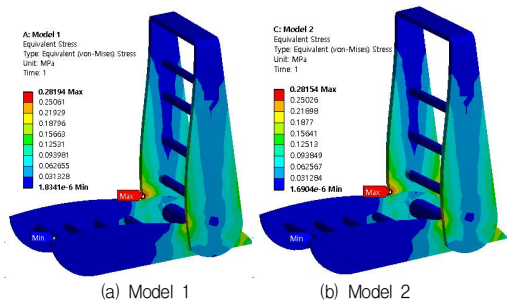 A: Model 1
Equivalent Stress
Type: Equivalent (von-Mises) Stress
Unit: MPa
Time: 1
0.28194 Max
0.25061
0.21929
0.18796
0.15663
0.12531
0.093981
0.062655
0.031328
1.8341e-6 Min
Max
Min
(a) Model 1
C: Model 2
Equivalent Stress
Type: Equivalent (von-Mises) Stress
Unit: MPa
Time: 1
0.28154 Max
0.25026
0.21898
0.1877
0.15641
0.12513
0.093849
0.062567
0.031284
1.6904e-6 Min
Max
Min
(b) Model 2